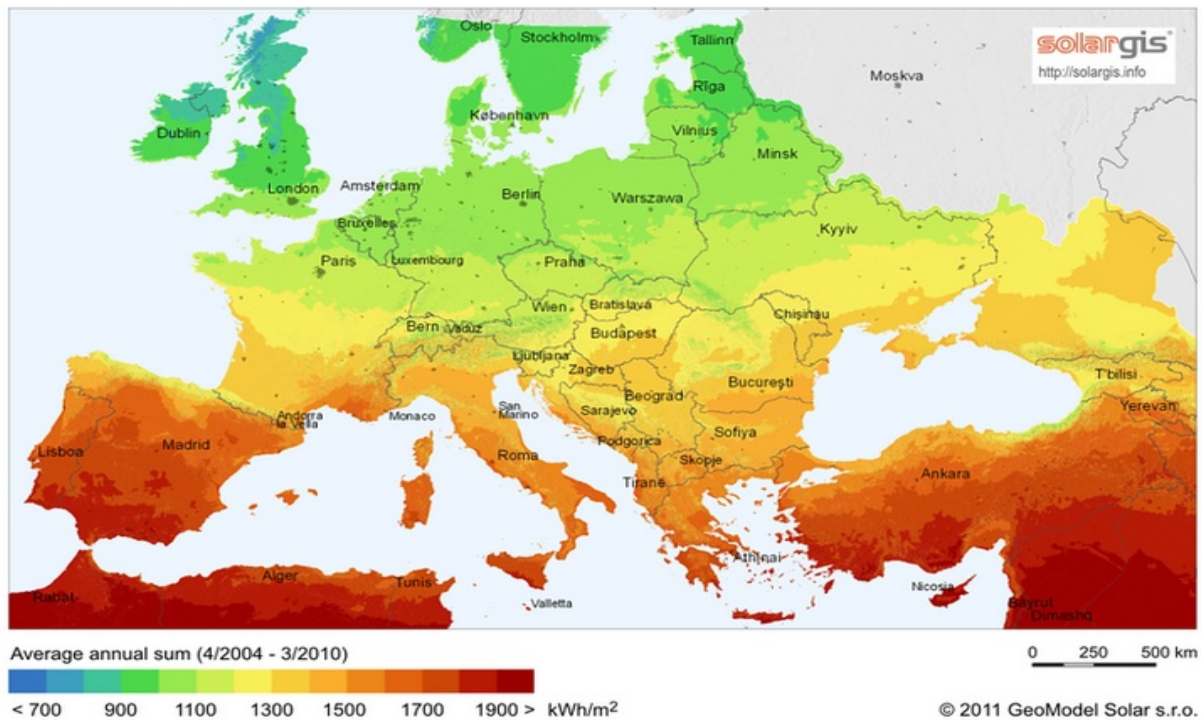 Oslo
Stockholm
Tallinn
solargis
http://solargis.info
Moskva
Rīga
København
Dublin
Vilnius
Minsk
London
Amsterdam
Berlin
Warszawa
Bruxelles
Kyyiv
Paris
Luxembourg
Praha
Wien
Bratislava
Chişinău
Bern
Vaduz
Budapest
Ljubljana
Zagreb
T'bilisi
Beograd
Bucureşti
Yerevan
Andorra
la Vella
Monaco
San
Marino
Sarajevo
Lisboa
Madrid
Roma
Podgorica
Sofiya
Skopje
Ankara
Tiranë
Athínai
Alger
Tunis
Nicosia
Rabat
Valletta
Bayrut
Dimashq
Average annual sum (4/2004 - 3/2010)
0 250 500 km
< 700 900 1100 1300 1500 1700 1900 > kWh/m²
© 2011 GeoModel Solar s.r.o.